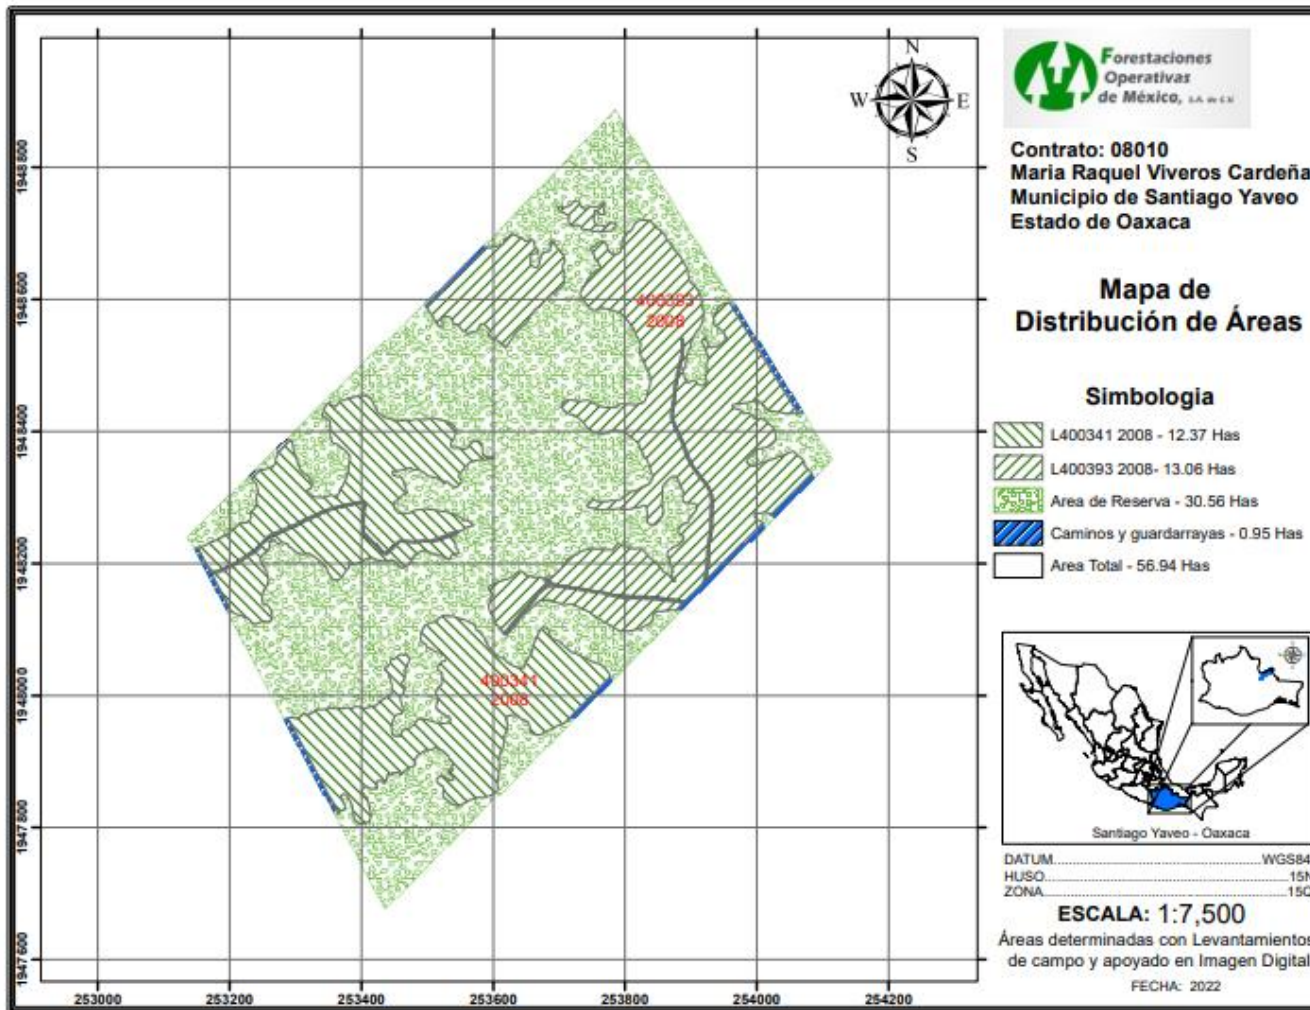 N
W
E
S
1948800
1948600
1948400
1948200
1948000
1947800
1947600
253000
253200
253400
253600
253800
254000
254200
400393
2008
400341
2008
Forestaciones
Operativas
de México, S.A. de C.V.
Contrato: 08010
Maria Raquel Viveros Cardeña
Municipio de Santiago Yaveo
Estado de Oaxaca
Mapa de
Distribución de Áreas
Simbologia
L400341 2008 - 12.37 Has
L400393 2008- 13.06 Has
Area de Reserva - 30.56 Has
Caminos y guardarrayas - 0.95 Has
Area Total - 56.94 Has
Santiago Yaveo - Oaxaca
DATUM.....................................................WGS84
HUSO...............................................................15N
ZONA...............................................................15Q
ESCALA: 1:7,500
Áreas determinadas con Levantamientos
de campo y apoyado en Imagen Digital
FECHA: 2022